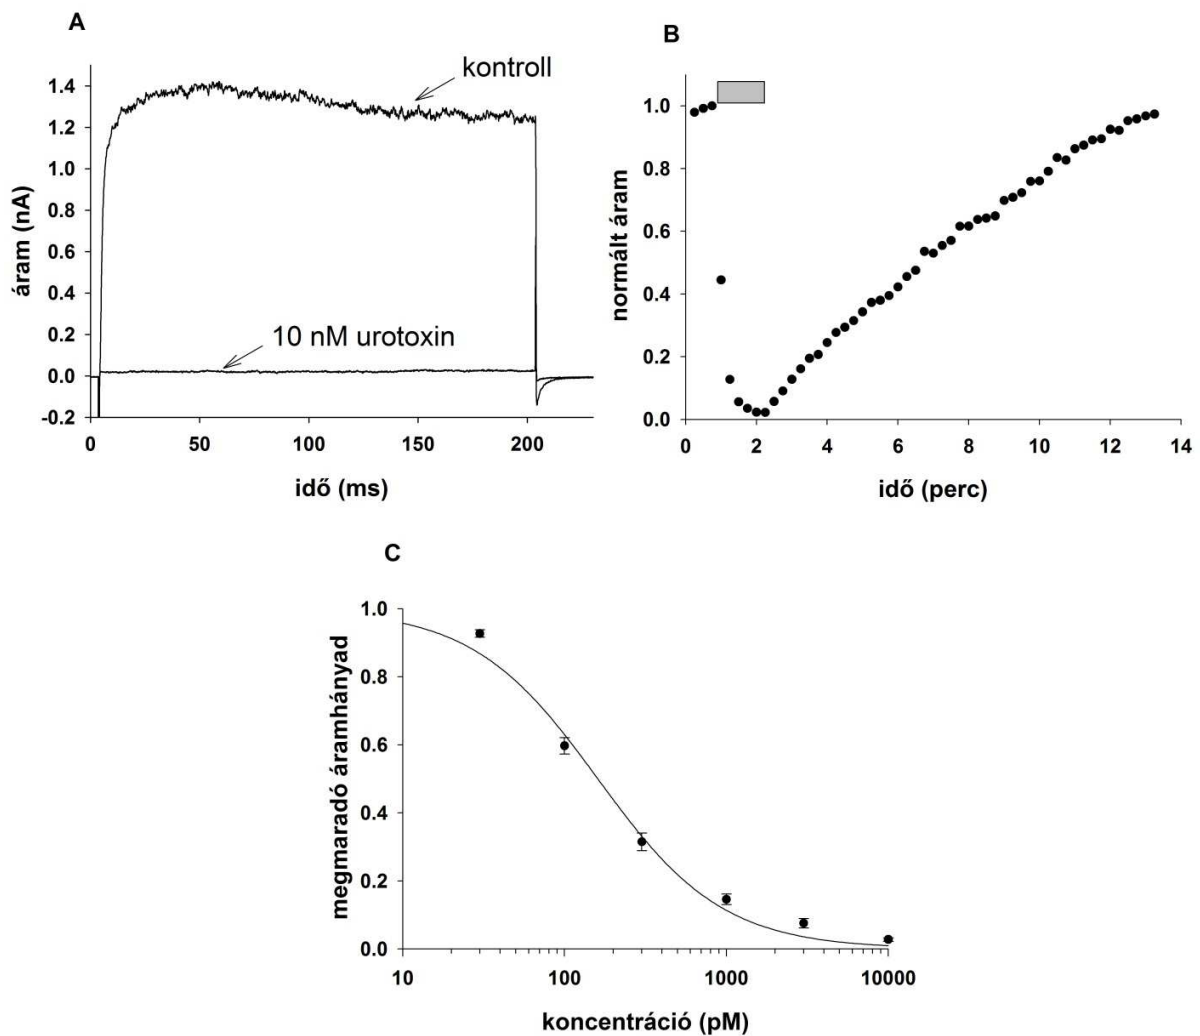 A
kontroll
10 nM urotoxin
áram (nA)
1.4
1.2
1.0
0.8
0.6
0.4
0.2
0.0
-0.2
0 50 100 150 200
idő (ms)
B
normált áram
1.0
0.8
0.6
0.4
0.2
0.0
0 2 4 6 8 10 12 14
idő (perc)
C
megmaradó áramhányad
1.0
0.8
0.6
0.4
0.2
0.0
10 100 1000 10000
koncentráció (pM)